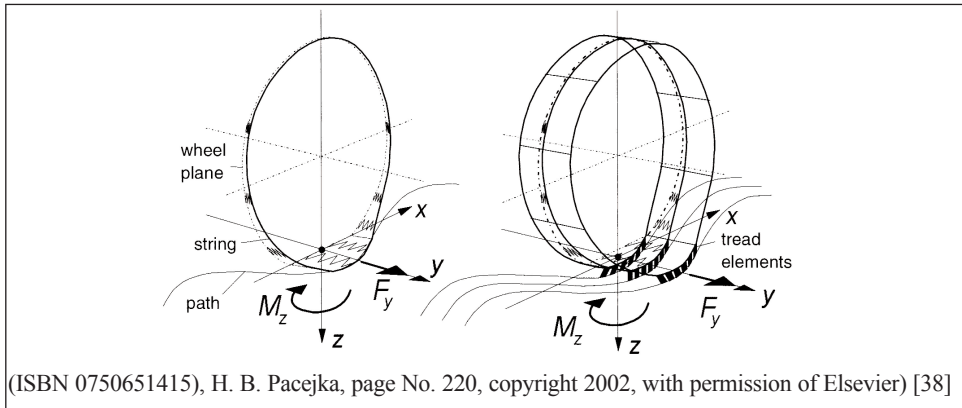 wheel
plane
string
path
x
y
F_y
M_z
z
x
tread
elements
y
F_y
M_z
z
(ISBN 0750651415), H. B. Pacejka, page No. 220, copyright 2002, with permission of Elsevier) [38]